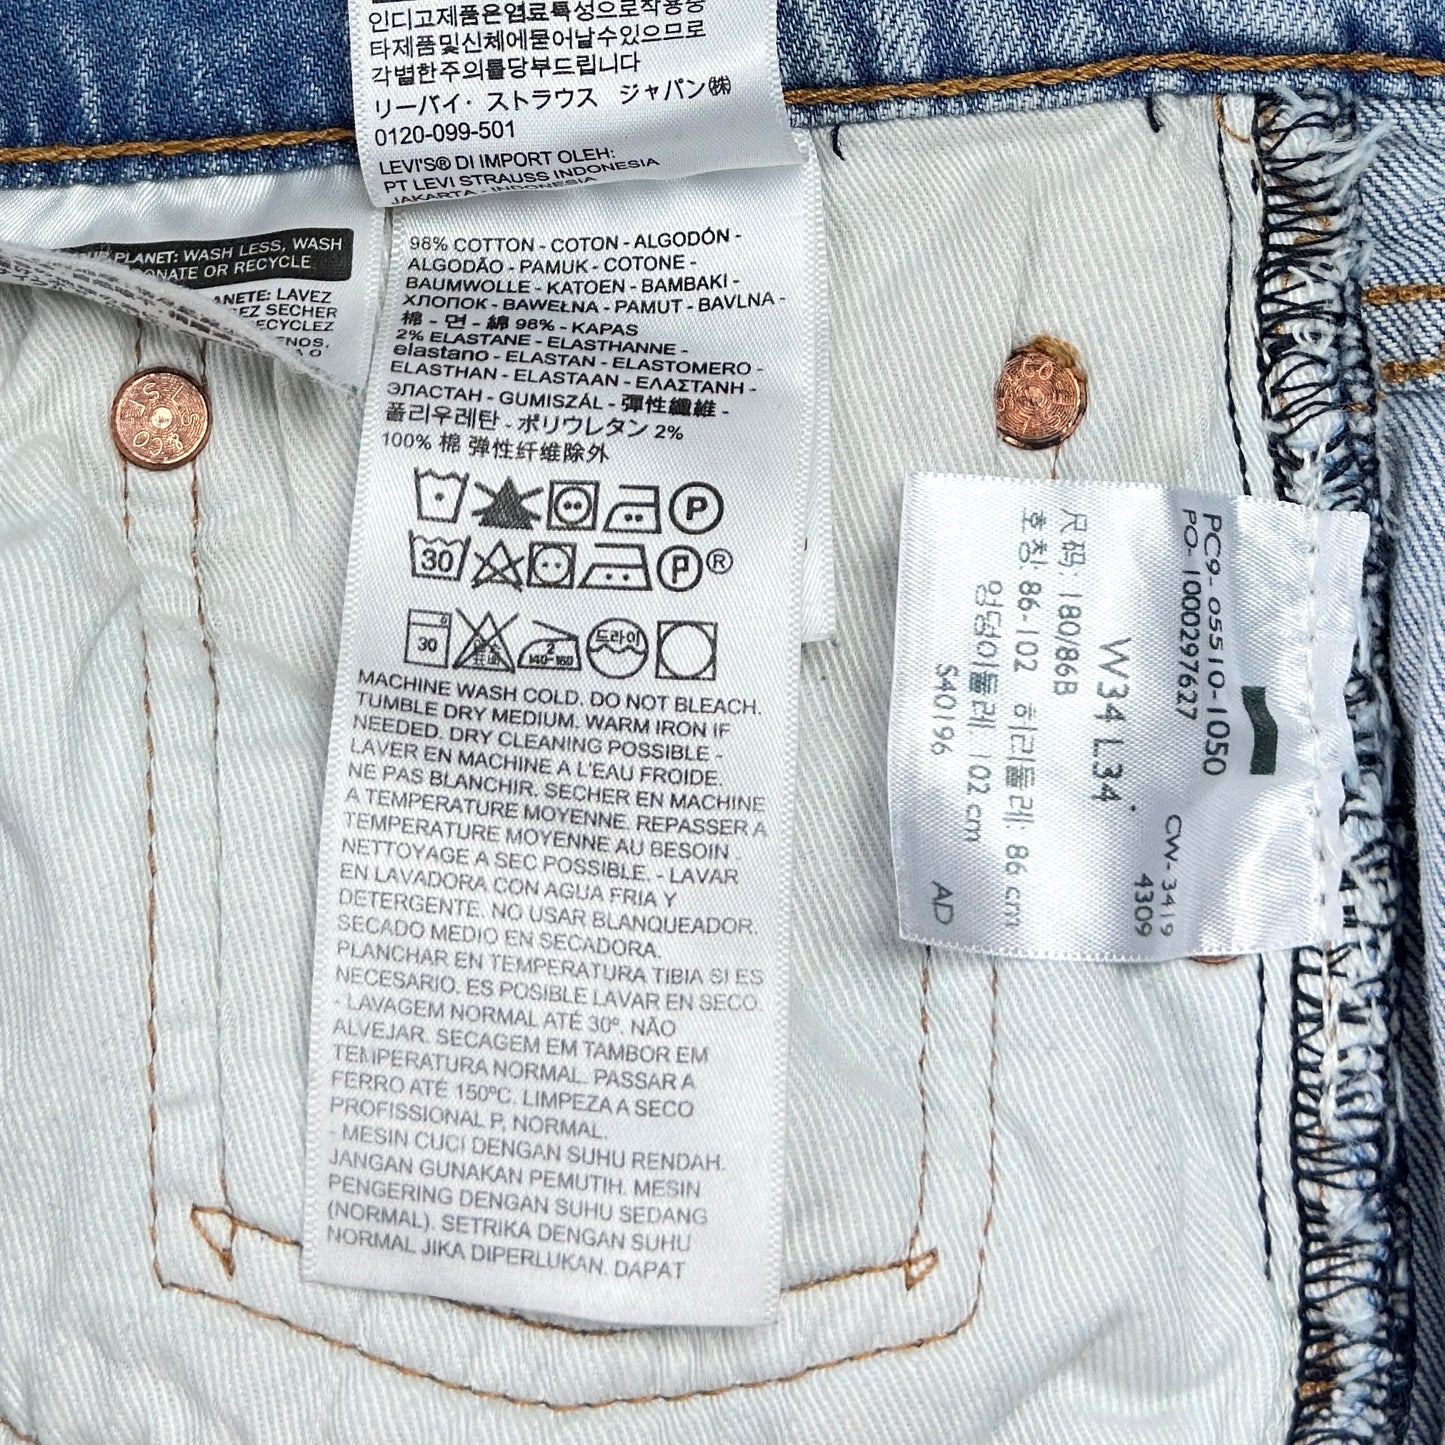 인디고제품은염료특성으로착용중
타제품및신체에묻어날수있으므로
각별한주의를당부드립니다
リーバイ・ストラウス ジャパン㈱
0120-099-501
LEVI'S® DI IMPORT OLEH:
PT LEVI STRAUSS INDONESIA
JAKARTA - INDONESIA
PLANET: WASH LESS, WASH
DONATE OR RECYCLE
LAVEZ
SECHER
RECYCLEZ
98% COTTON - COTON - ALGODÓN -
ALGODÃO - PAMUK - COTONE -
BAUMWOLLE - KATOEN - BAMBAKI -
ХЛОПОК - BAWEŁNA - PAMUT - BAVLNA -
棉 - 면 - 綿 98% - KAPAS
2% ELASTANE - ELASTHANNE -
elastano - ELASTAN - ELASTOMERO -
ELASTHAN - ELASTAAN - ΕΛΑΣΤΑΝΗ -
ЭЛАСТАН - GUMISZÁL - 彈性纖維 -
폴리우레탄 - ポリウレタン 2%
100% 棉 弹性纤维除外
P
30 P ®
30 2 140-160 드라이
MACHINE WASH COLD. DO NOT BLEACH.
TUMBLE DRY MEDIUM. WARM IRON IF
NEEDED. DRY CLEANING POSSIBLE -
LAVER EN MACHINE A L'EAU FROIDE.
NE PAS BLANCHIR. SECHER EN MACHINE
A TEMPERATURE MOYENNE. REPASSER A
TEMPERATURE MOYENNE AU BESOIN .
NETTOYAGE A SEC POSSIBLE. - LAVAR
EN LAVADORA CON AGUA FRIA Y
DETERGENTE. NO USAR BLANQUEADOR.
SECADO MEDIO EN SECADORA.
PLANCHAR EN TEMPERATURA TIBIA SI ES
NECESARIO. ES POSIBLE LAVAR EN SECO.
- LAVAGEM NORMAL ATÉ 30º. NÃO
ALVEJAR. SECAGEM EM TAMBOR EM
TEMPERATURA NORMAL. PASSAR A
FERRO ATÉ 150ºC. LIMPEZA A SECO
PROFISSIONAL P, NORMAL.
- MESIN CUCI DENGAN SUHU RENDAH.
JANGAN GUNAKAN PEMUTIH. MESIN
PENGERING DENGAN SUHU SEDANG
(NORMAL). SETRIKA DENGAN SUHU
NORMAL JIKA DIPERLUKAN. DAPAT
PC9-05510-1050
PO-1000297627
CW-3419
4309
W34 L34
尺码: 180/86B
호칭: 86-102 허리둘레: 86 cm
엉덩이둘레: 102 cm
S40196 AD